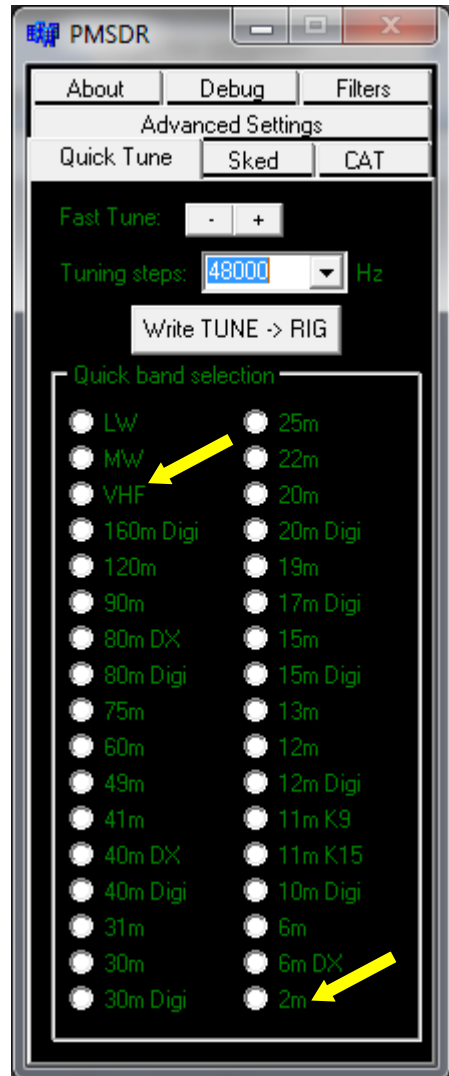 PMSDR
About Debug Filters
Advanced Settings
Quick Tune Sked CAT
Fast Tune: - +
Tuning steps: 48000 Hz
Write TUNE -> RIG
Quick band selection
LW 25m
MW 22m
VHF 20m
160m Digi 20m Digi
120m 19m
90m 17m Digi
80m DX 15m
80m Digi 15m Digi
75m 13m
60m 12m
49m 12m Digi
41m 11m K9
40m DX 11m K15
40m Digi 10m Digi
31m 6m
30m 6m DX
30m Digi 2m